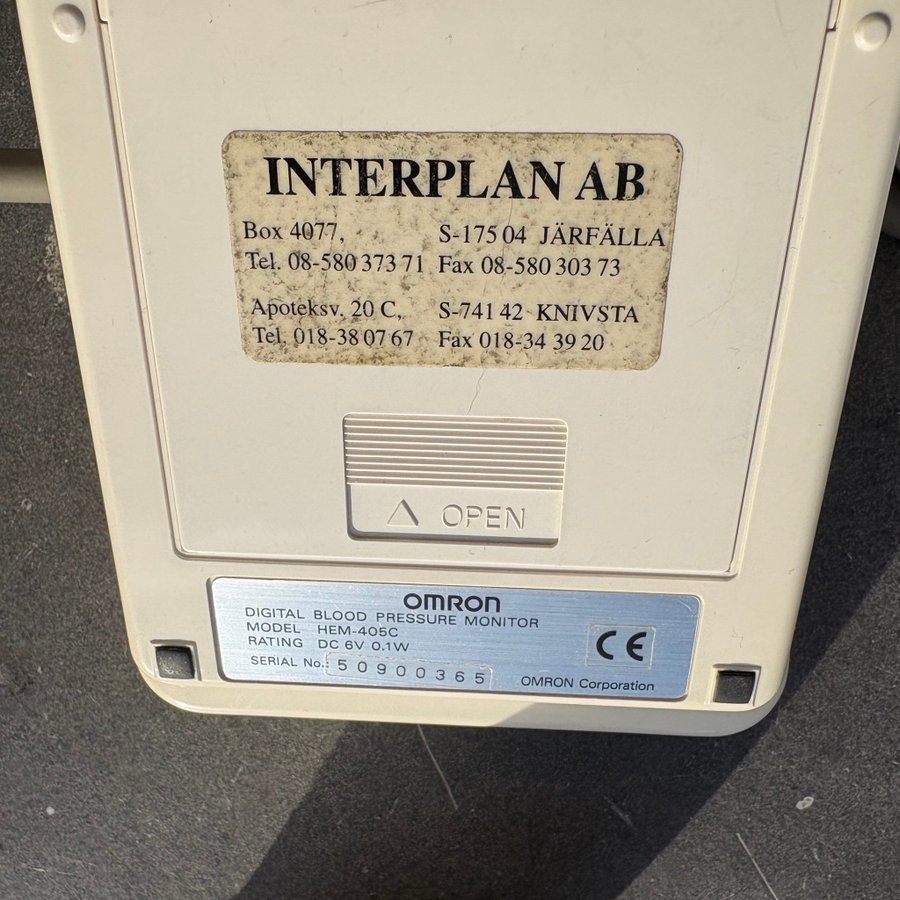 INTERPLAN AB
Box 4077, S-175 04 JÄRFÄLLA
Tel. 08-580 373 71 Fax 08-580 303 73
Apoteksv. 20 C, S-741 42 KNIVSTA
Tel. 018-38 07 67 Fax 018-34 39 20
△ OPEN
OMRON
DIGITAL BLOOD PRESSURE MONITOR
MODEL HEM-405C
RATING DC 6V 0.1W
SERIAL No.: 50900365
CE
OMRON Corporation